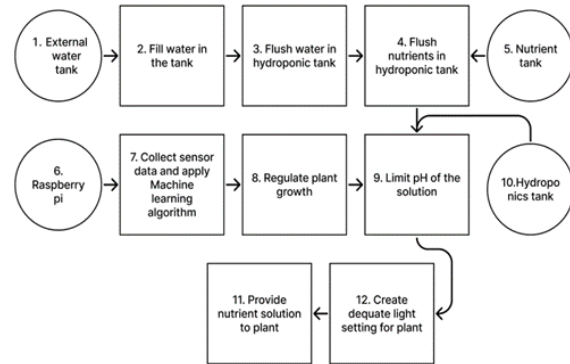 1. External
water
tank
2. Fill water in
the tank
3. Flush water in
hydroponic tank
4. Flush
nutrients in
hydroponic tank
5. Nutrient
tank
6.
Raspberry
pi
7. Collect sensor
data and apply
Machine
learning
algorithm
8. Regulate plant
growth
9. Limit pH of the
solution
10.Hydropo
nics tank
11. Provide
nutrient solution
to plant
12. Create
dequate light
setting for plant